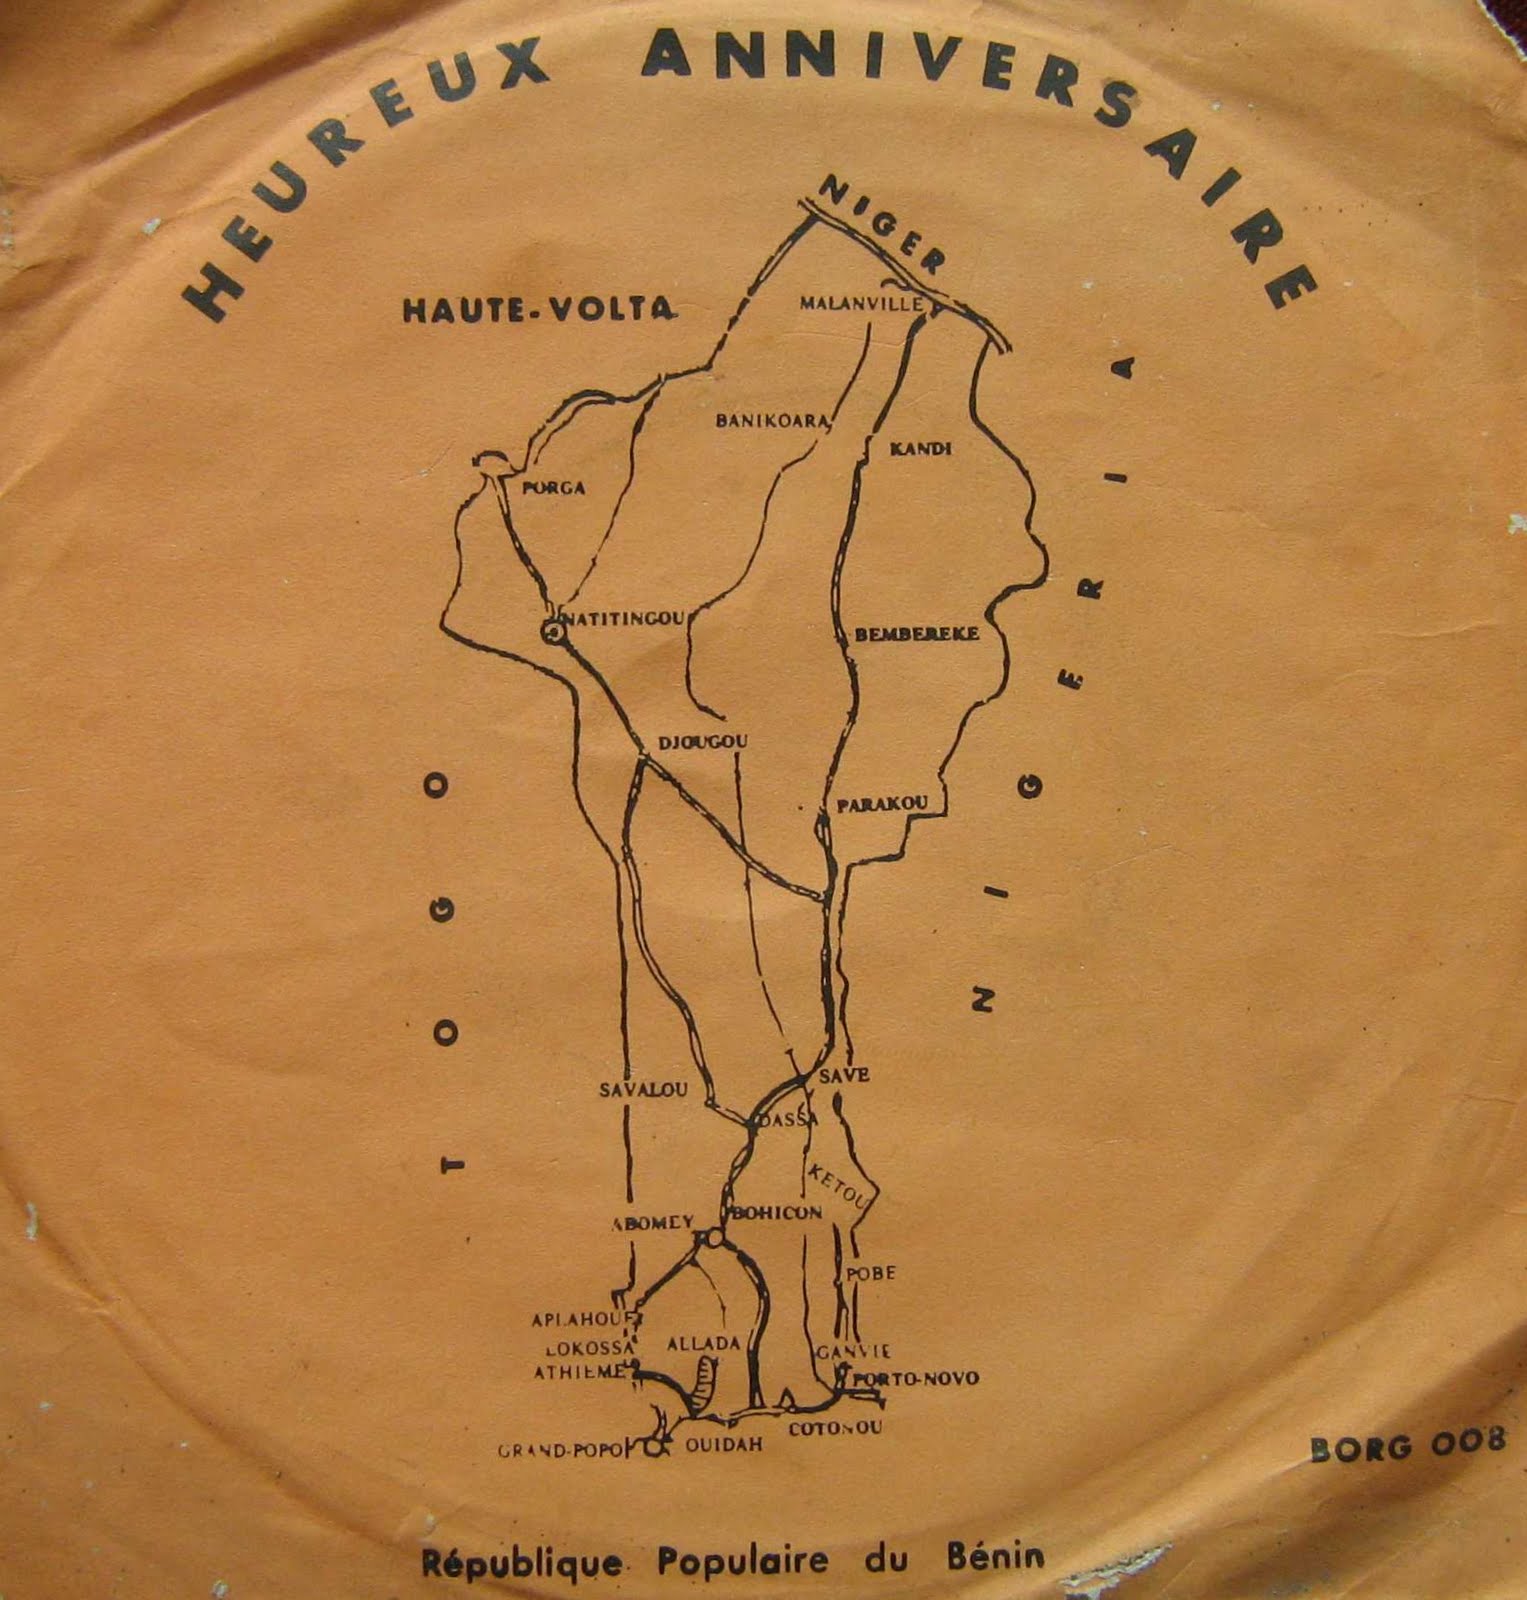 HEUREUX ANNIVERSAIRE
NIGER
HAUTE-VOLTA
MALANVILLE
BANIKOARA
KANDI
PORGA
NATITINGOU
BEMBEREKE
DJOUGOU
PARAKOU
TOGO
NIGERIA
SAVALOU
SAVE
DASSA
KETOU
ABOMEY
BOHICON
POBE
APLAHOUE
LOKOSSA
ALLADA
GANVIE
ATHIEME
PORTO-NOVO
COTONOU
GRAND-POPO
OUIDAH
BORG 008
République Populaire du Bénin